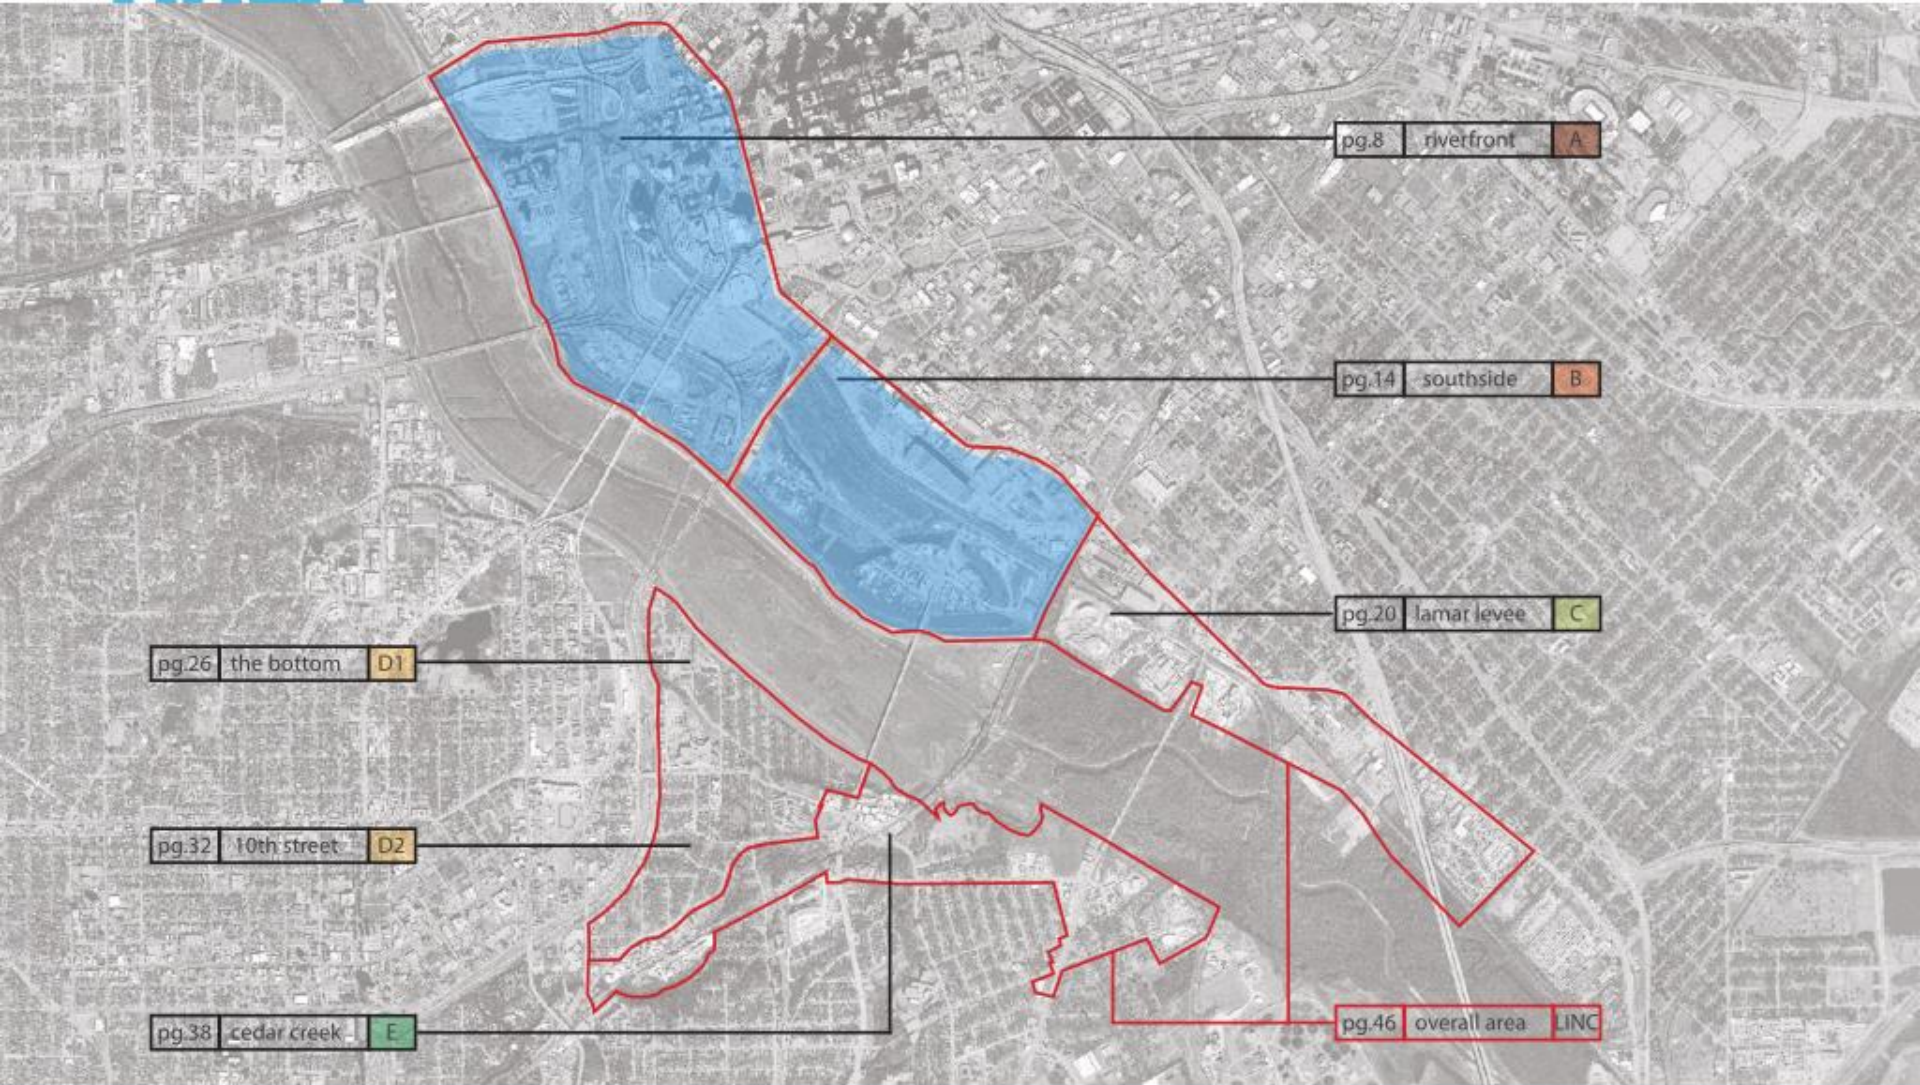 pg.8 riverfront A
pg.14 southside B
pg.20 lamar levee C
pg.26 the bottom D1
pg.32 10th street D2
pg.38 cedar creek E
pg.46 overall area LINC